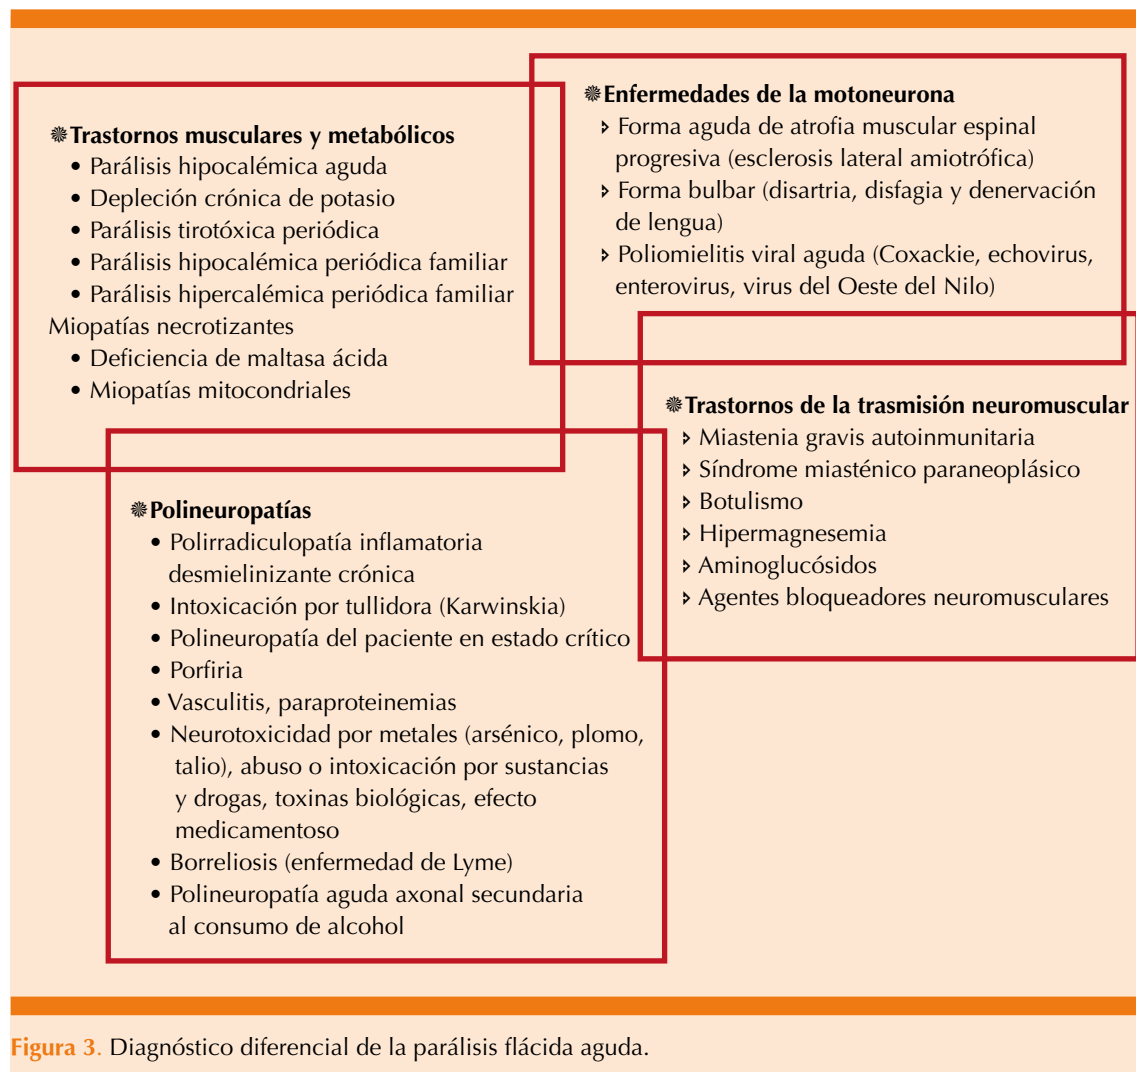 ❋Trastornos musculares y metabólicos
• Parálisis hipocalémica aguda
• Depleción crónica de potasio
• Parálisis tirotóxica periódica
• Parálisis hipocalémica periódica familiar
• Parálisis hipercalémica periódica familiar
Miopatías necrotizantes
• Deficiencia de maltasa ácida
• Miopatías mitocondriales
❋Enfermedades de la motoneurona
▹ Forma aguda de atrofia muscular espinal
progresiva (esclerosis lateral amiotrófica)
▹ Forma bulbar (disartria, disfagia y denervación
de lengua)
▹ Poliomielitis viral aguda (Coxackie, echovirus,
enterovirus, virus del Oeste del Nilo)
❋Trastornos de la trasmisión neuromuscular
▹ Miastenia gravis autoinmunitaria
▹ Síndrome miasténico paraneoplásico
▹ Botulismo
▹ Hipermagnesemia
▹ Aminoglucósidos
▹ Agentes bloqueadores neuromusculares
❋Polineuropatías
• Polirradiculopatía inflamatoria
desmielinizante crónica
• Intoxicación por tullidora (Karwinskia)
• Polineuropatía del paciente en estado crítico
• Porfiria
• Vasculitis, paraproteinemias
• Neurotoxicidad por metales (arsénico, plomo,
talio), abuso o intoxicación por sustancias
y drogas, toxinas biológicas, efecto
medicamentoso
• Borreliosis (enfermedad de Lyme)
• Polineuropatía aguda axonal secundaria
al consumo de alcohol
Figura 3. Diagnóstico diferencial de la parálisis flácida aguda.